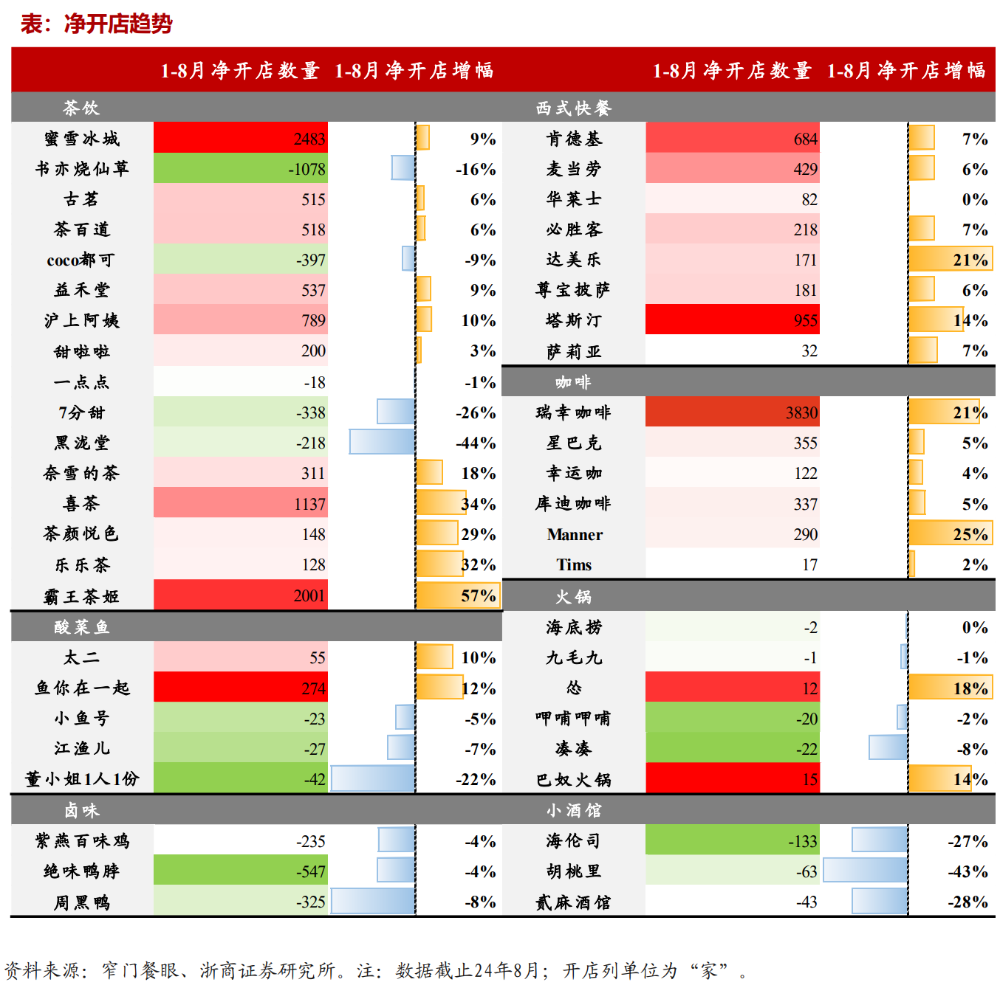 表：净开店趋势
1-8月净开店数量 1-8月净开店增幅 1-8月净开店数量 1-8月净开店增幅
茶饮 西式快餐
蜜雪冰城 2483 9% 肯德基 684 7%
书亦烧仙草 -1078 -16% 麦当劳 429 6%
古茗 515 6% 华莱士 82 0%
茶百道 518 6% 必胜客 218 7%
coco都可 -397 -9% 达美乐 171 21%
益禾堂 537 9% 尊宝披萨 181 6%
沪上阿姨 789 10% 塔斯汀 955 14%
甜啦啦 200 3% 萨莉亚 32 7%
一点点 -18 -1% 咖啡
7分甜 -338 -26% 瑞幸咖啡 3830 21%
黑泷堂 -218 -44% 星巴克 355 5%
奈雪的茶 311 18% 幸运咖 122 4%
喜茶 1137 34% 库迪咖啡 337 5%
茶颜悦色 148 29% Manner 290 25%
乐乐茶 128 32% Tims 17 2%
霸王茶姬 2001 57% 火锅
酸菜鱼 海底捞 -2 0%
太二 55 10% 九毛九 -1 -1%
鱼你在一起 274 12% 怂 12 18%
小鱼号 -23 -5% 呷哺呷哺 -20 -2%
江渔儿 -27 -7% 凑凑 -22 -8%
董小姐1人1份 -42 -22% 巴奴火锅 15 14%
卤味 小酒馆
紫燕百味鸡 -235 -4% 海伦司 -133 -27%
绝味鸭脖 -547 -4% 胡桃里 -63 -43%
周黑鸭 -325 -8% 贰麻酒馆 -43 -28%
资料来源：窄门餐眼、浙商证券研究所。注：数据截止24年8月；开店列单位为“家”。